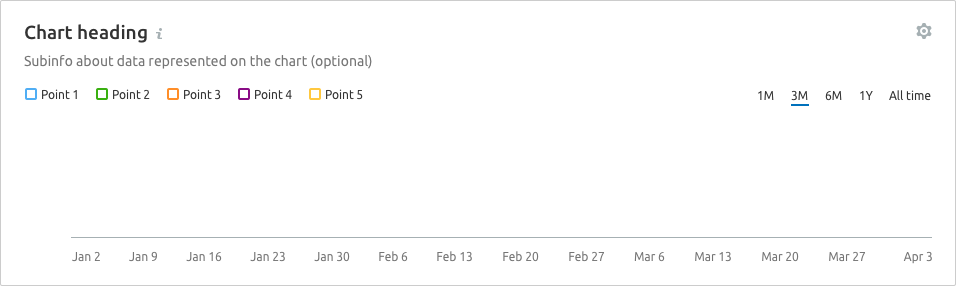 Chart heading i
Subinfo about data represented on the chart (optional)
Point 1 Point 2 Point 3 Point 4 Point 5 1M 3M 6M 1Y All time
Jan 2 Jan 9 Jan 16 Jan 23 Jan 30 Feb 6 Feb 13 Feb 20 Feb 27 Mar 6 Mar 13 Mar 20 Mar 27 Apr 3